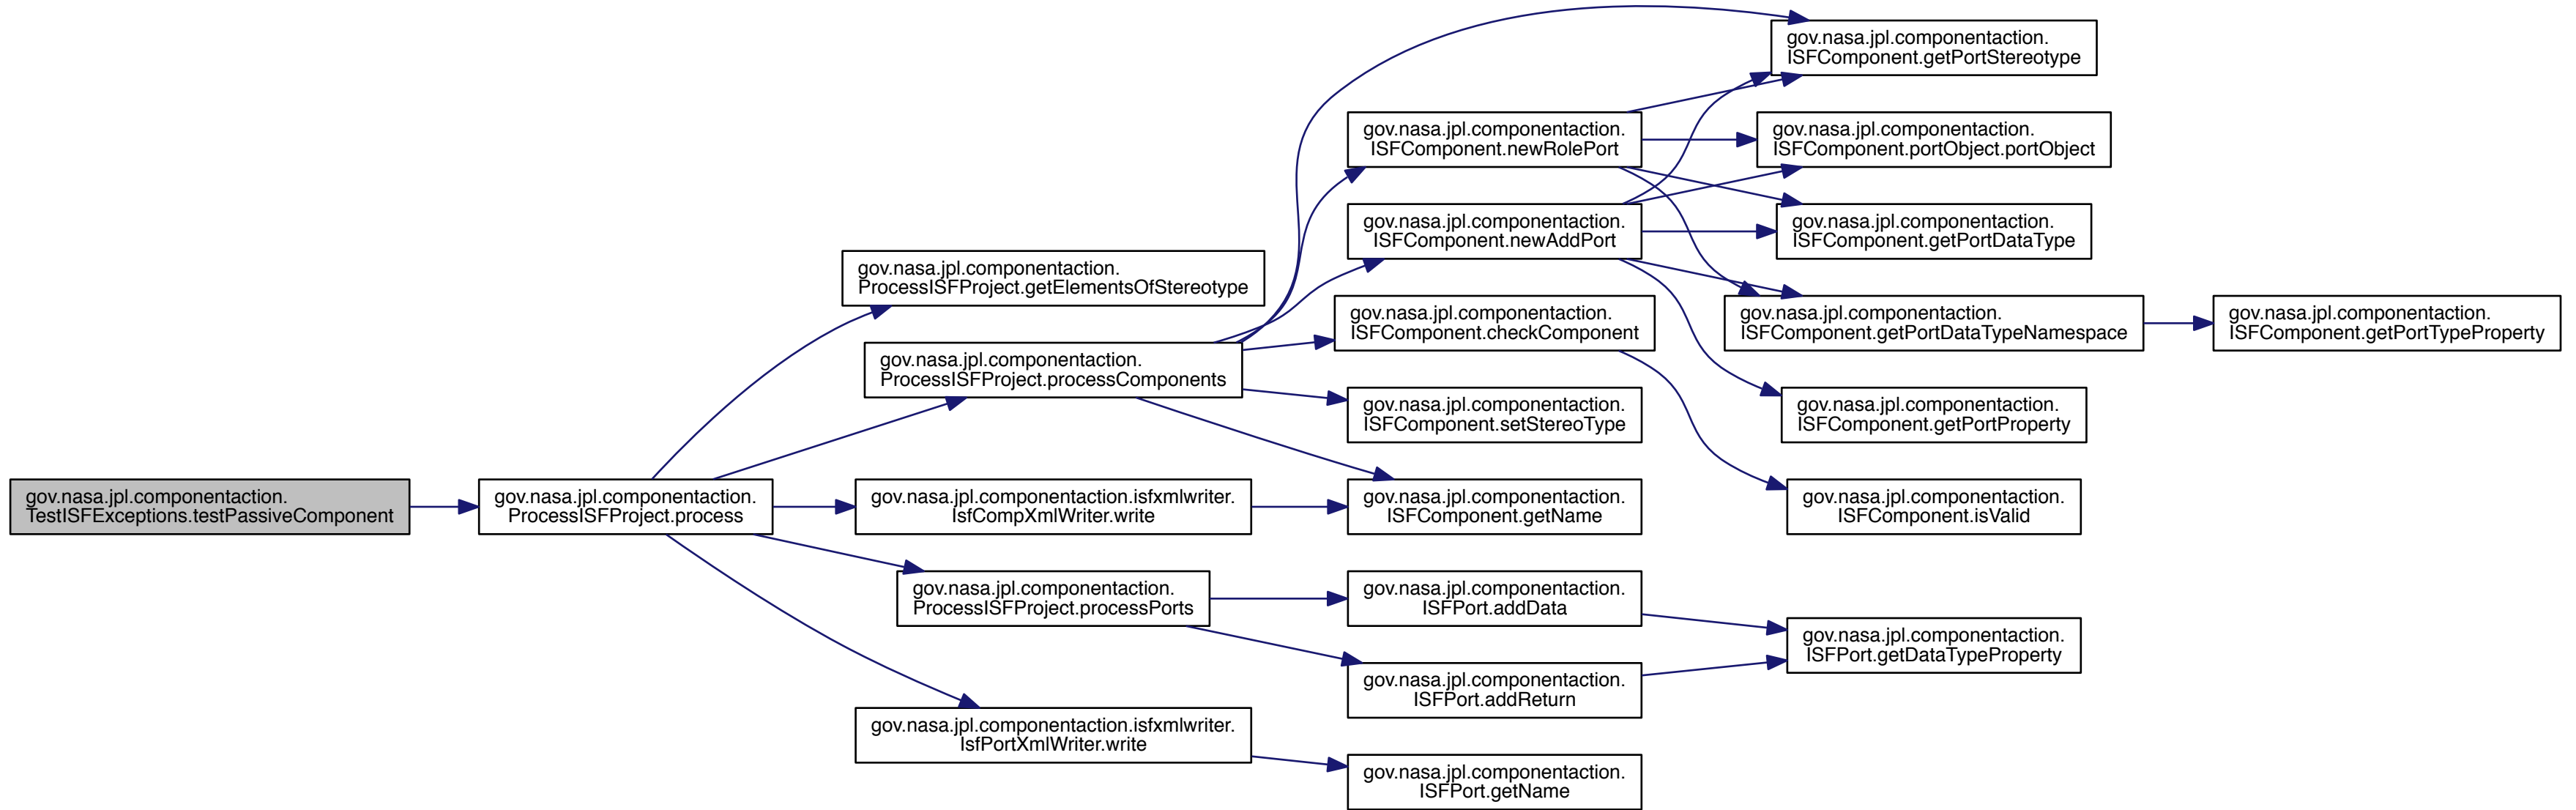 gov.nasa.jpl.componentaction.
TestISFExceptions.testPassiveComponent
gov.nasa.jpl.componentaction.
ProcessISFProject.process
gov.nasa.jpl.componentaction.
ProcessISFProject.getElementsOfStereotype
gov.nasa.jpl.componentaction.
ProcessISFProject.processComponents
gov.nasa.jpl.componentaction.isfxmlwriter.
IsfCompXmlWriter.write
gov.nasa.jpl.componentaction.
ProcessISFProject.processPorts
gov.nasa.jpl.componentaction.isfxmlwriter.
IsfPortXmlWriter.write
gov.nasa.jpl.componentaction.
ISFComponent.newRolePort
gov.nasa.jpl.componentaction.
ISFComponent.newAddPort
gov.nasa.jpl.componentaction.
ISFComponent.checkComponent
gov.nasa.jpl.componentaction.
ISFComponent.setStereoType
gov.nasa.jpl.componentaction.
ISFComponent.getName
gov.nasa.jpl.componentaction.
ISFPort.addData
gov.nasa.jpl.componentaction.
ISFPort.addReturn
gov.nasa.jpl.componentaction.
ISFPort.getName
gov.nasa.jpl.componentaction.
ISFComponent.getPortStereotype
gov.nasa.jpl.componentaction.
ISFComponent.portObject.portObject
gov.nasa.jpl.componentaction.
ISFComponent.getPortDataType
gov.nasa.jpl.componentaction.
ISFComponent.getPortDataTypeNamespace
gov.nasa.jpl.componentaction.
ISFComponent.getPortProperty
gov.nasa.jpl.componentaction.
ISFComponent.isValid
gov.nasa.jpl.componentaction.
ISFPort.getDataTypeProperty
gov.nasa.jpl.componentaction.
ISFComponent.getPortTypeProperty